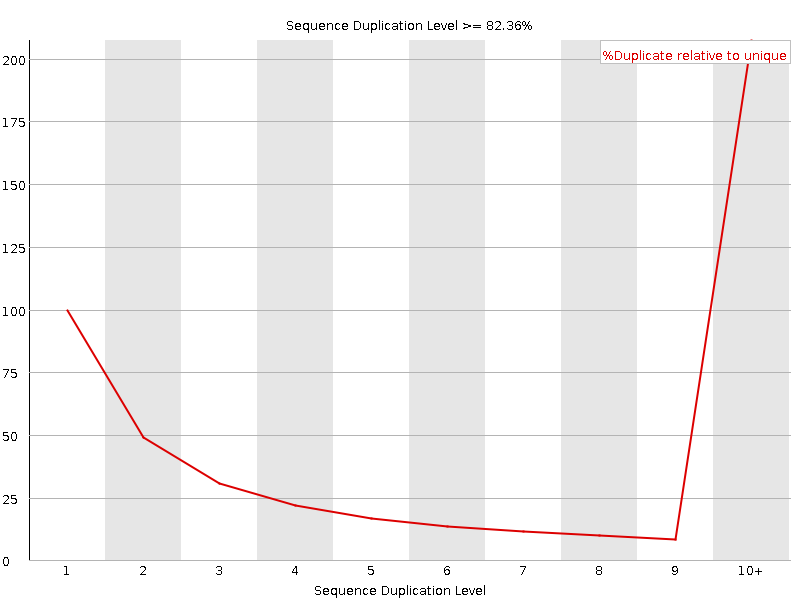 Sequence Duplication Level >= 82.36%
%Duplicate relative to unique
200
175
150
125
100
75
50
25
0
1 2 3 4 5 6 7 8 9 10+
Sequence Duplication Level